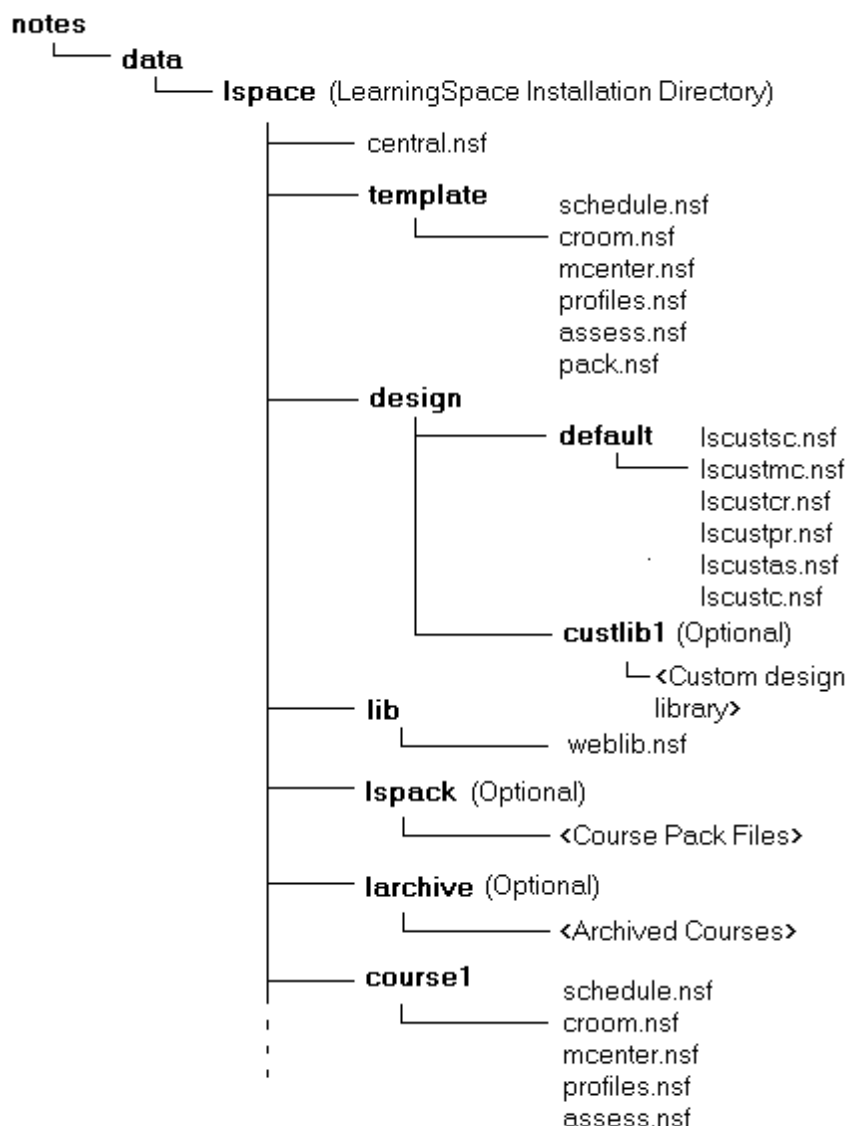 notes
data
lspace (LearningSpace Installation Directory)
central.nsf
template
schedule.nsf
croom.nsf
mcenter.nsf
profiles.nsf
assess.nsf
pack.nsf
design
default
lscustsc.nsf
lscustmc.nsf
lscustcr.nsf
lscustpr.nsf
lscustas.nsf
lscustc.nsf
custlib1 (Optional)
<Custom design
library>
lib
weblib.nsf
lspack (Optional)
<Course Pack Files>
larchive (Optional)
<Archived Courses>
course1
schedule.nsf
croom.nsf
mcenter.nsf
profiles.nsf
assess.nsf